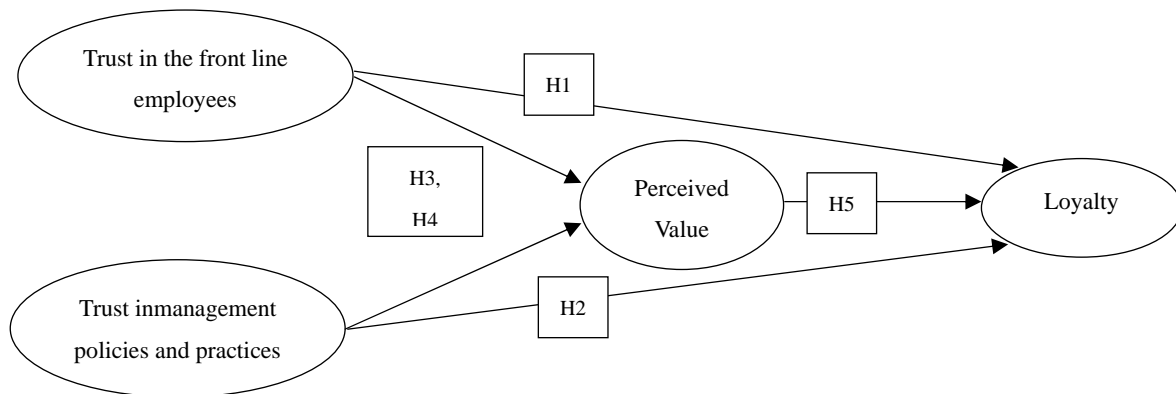 Trust in the front line
employees
H1
H3,
H4
Perceived
Value
H5
Loyalty
Trust inmanagement
policies and practices
H2